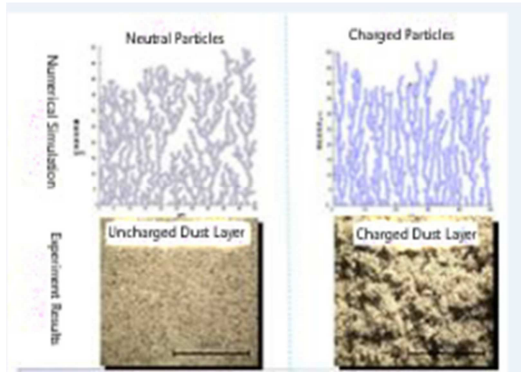 Neutral Particles
Charged Particles
Numerical Simulation
Uncharged Dust Layer
Charged Dust Layer
Experiment Results